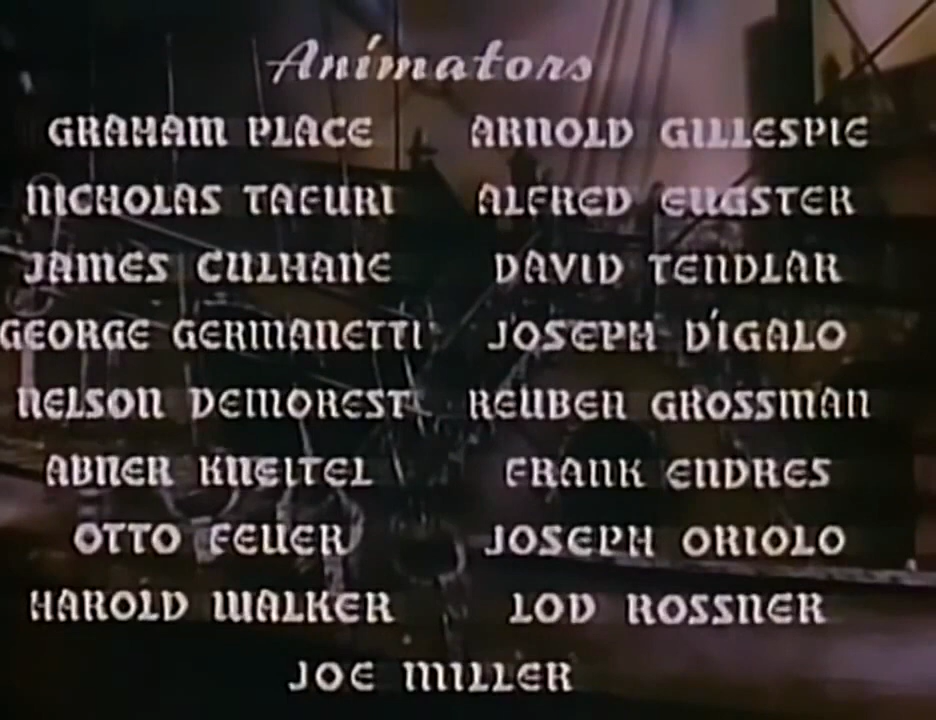 Animators
GRAHAM PLACE ARNOLD GILLESPIE
NICHOLAS TAFURI ALFRED EUGSTER
JAMES CULHANE DAVID TENDLAR
GEORGE GERMANETTI JOSEPH D'IGALO
NELSON DEMOREST REUBEN GROSSMAN
ABNER KNEITEL FRANK ENDRES
OTTO FEUER JOSEPH ORIOLO
HAROLD WALKER LOD ROSSNER
JOE MILLER